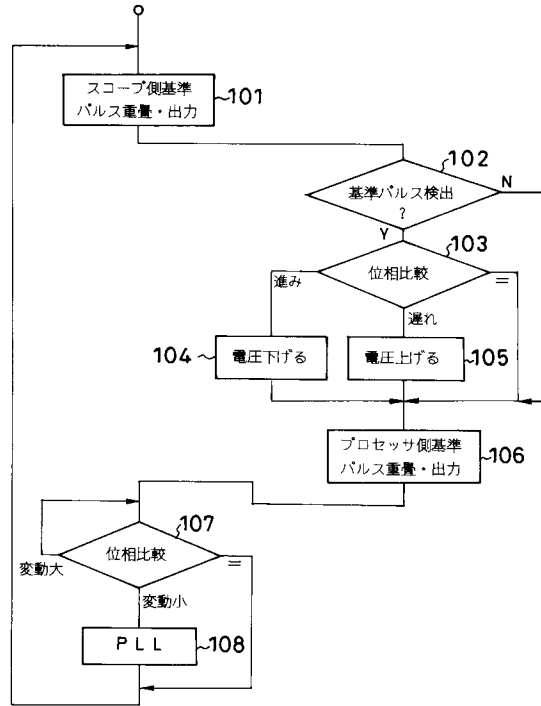 スコープ側基準
パルス重畳・出力
101
102
基準パルス検出
?
N
Y
103
位相比較
進み
=
遅れ
104
電圧下げる
電圧上げる
105
プロセッサ側基準
パルス重畳・出力
106
107
位相比較
変動大
=
変動小
PLL
108